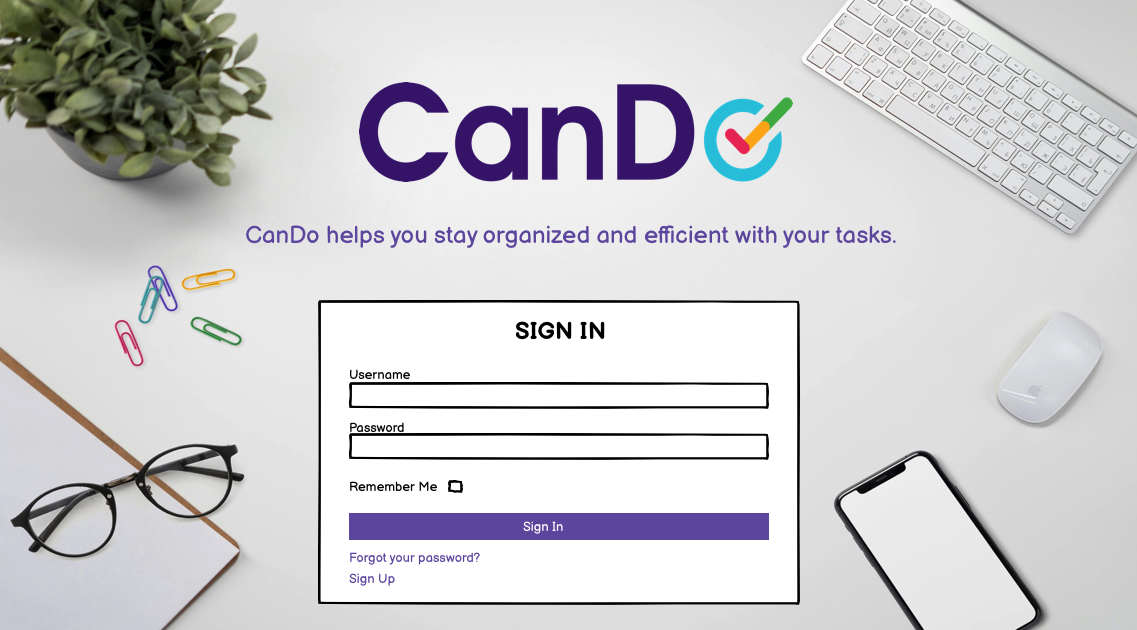 CanDo
CanDo helps you stay organized and efficient with your tasks.
SIGN IN
Username
Password
Remember Me
Sign In
Forgot your password?
Sign Up